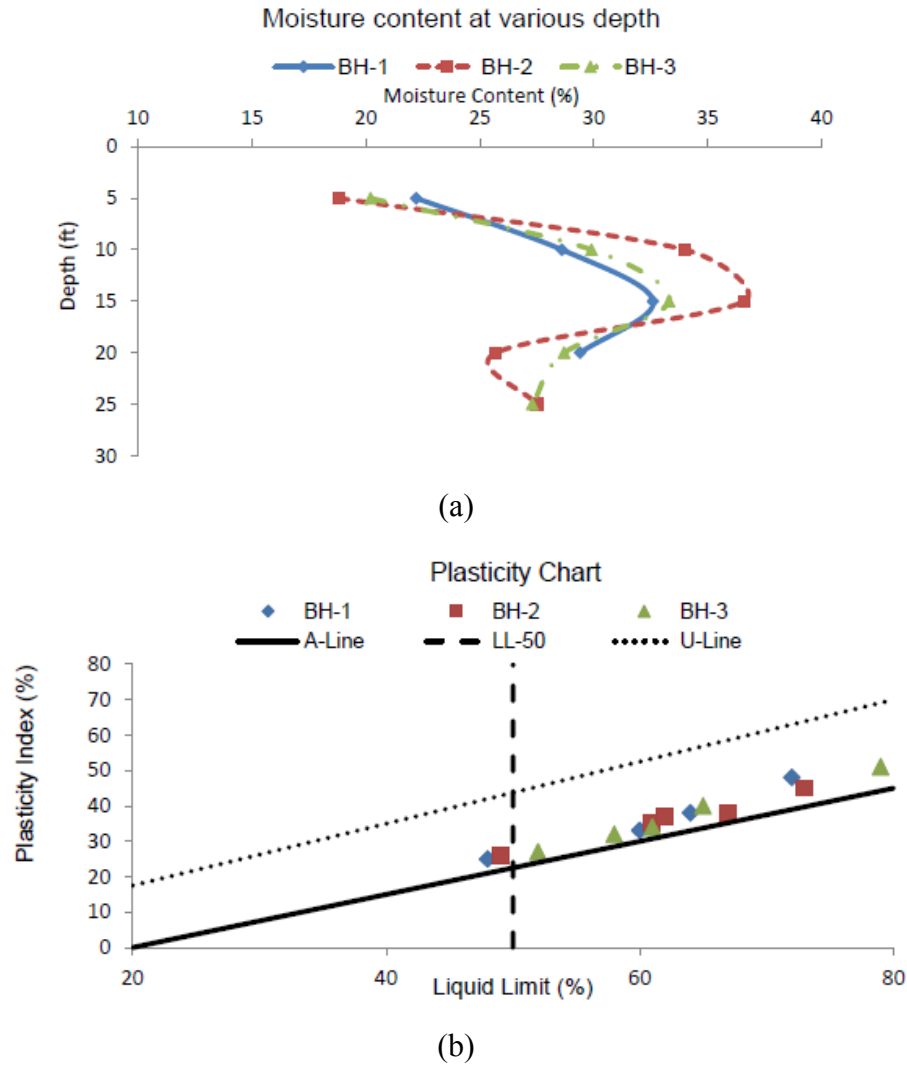 Moisture content at various depth
BH-1 BH-2 BH-3
Moisture Content (%)
10 15 20 25 30 35 40
0
5
10
15
20
25
30
Depth (ft)
(a)
Plasticity Chart
BH-1 BH-2 BH-3
A-Line LL-50 U-Line
80
70
60
50
40
30
20
10
0
Plasticity Index (%)
20 40 60 80
Liquid Limit (%)
(b)